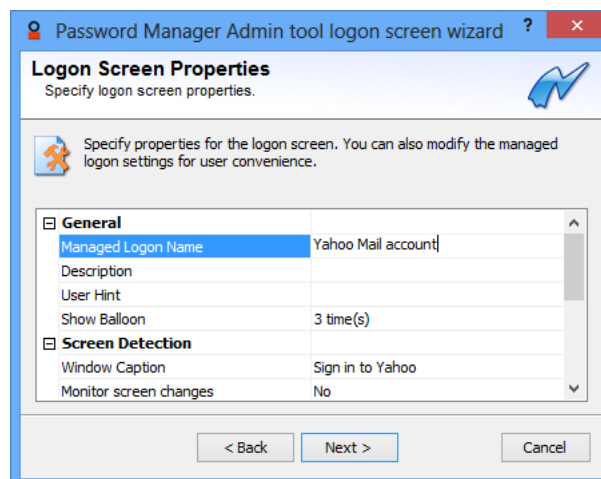 Password Manager Admin tool logon screen wizard ? ×
Logon Screen Properties
Specify logon screen properties.
Specify properties for the logon screen. You can also modify the managed
logon settings for user convenience.
General
Managed Logon Name Yahoo Mail account
Description
User Hint
Show Balloon 3 time(s)
Screen Detection
Window Caption Sign in to Yahoo
Monitor screen changes No
< Back Next > Cancel